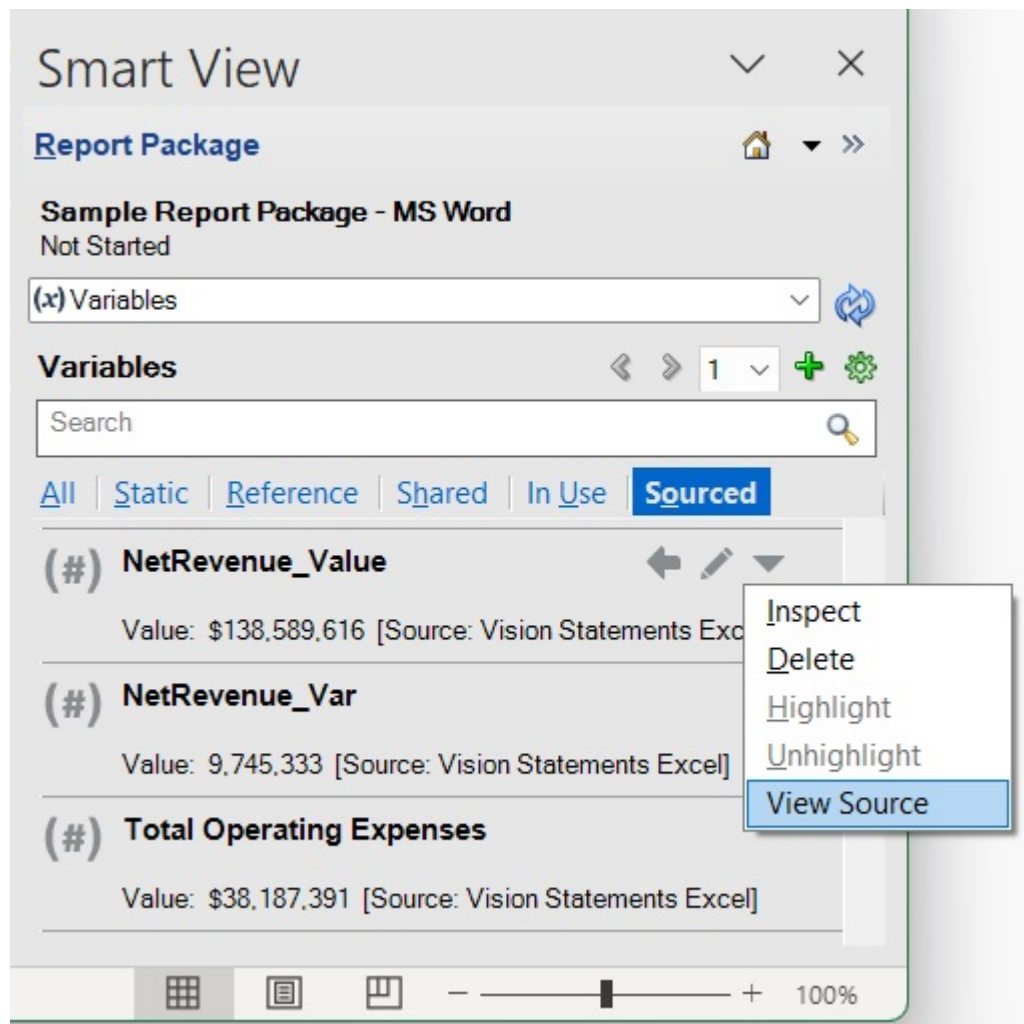 Smart View
Report Package
Sample Report Package - MS Word
Not Started
(x) Variables
Variables
1
Search
All Static Reference Shared In Use Sourced
(#) NetRevenue_Value
Value: $138,589,616 [Source: Vision Statements Exc
Inspect
Delete
Highlight
Unhighlight
View Source
(#) NetRevenue_Var
Value: 9,745,333 [Source: Vision Statements Excel]
(#) Total Operating Expenses
Value: $38,187,391 [Source: Vision Statements Excel]
100%